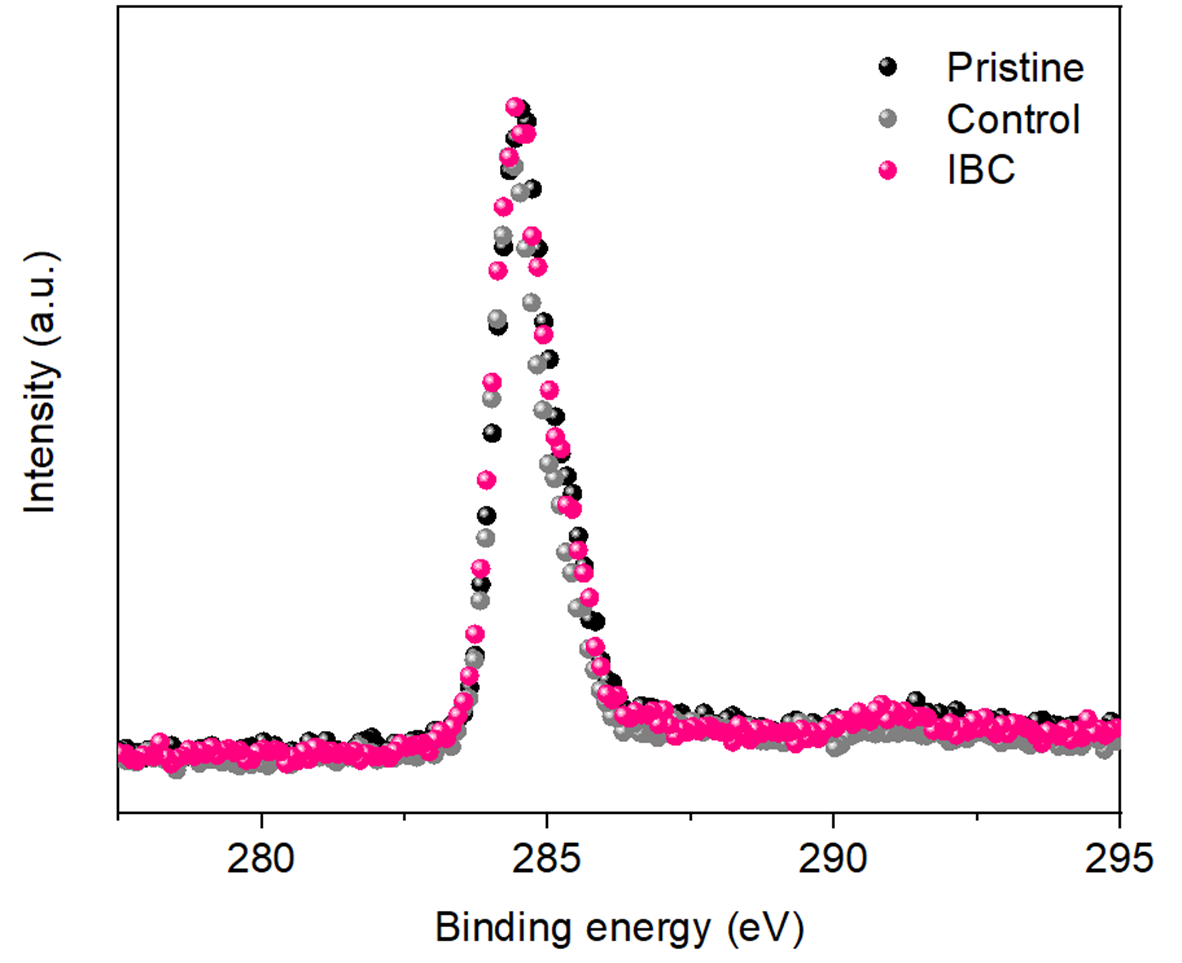 Pristine
Control
IBC
Intensity (a.u.)
280 285 290 295
Binding energy (eV)